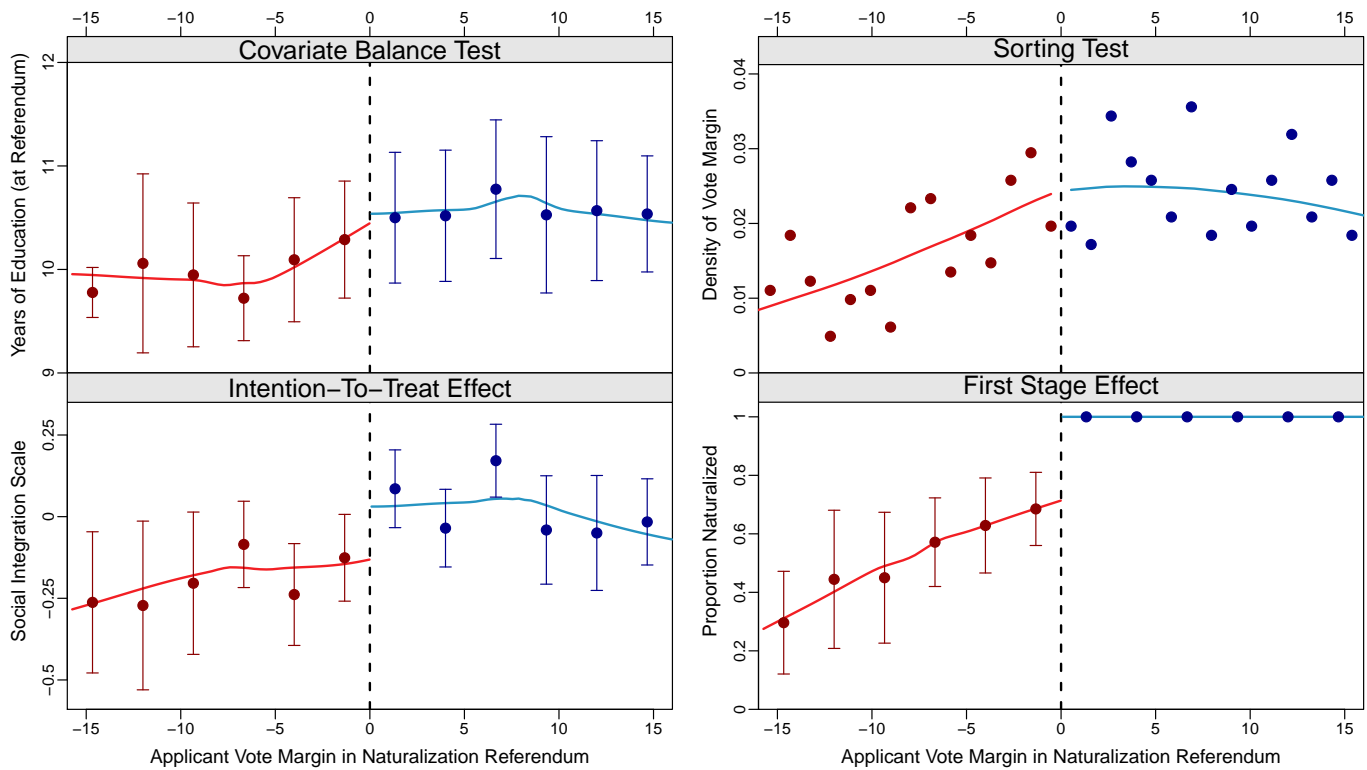 −15 −10 −5 0 5 10 15
Covariate Balance Test
Years of Education (at Referendum)
12
11
10
9
Intention−To−Treat Effect
Social Integration Scale
0.25
0
−0.25
−0.5
−15 −10 −5 0 5 10 15
Applicant Vote Margin in Naturalization Referendum
−15 −10 −5 0 5 10 15
Sorting Test
Density of Vote Margin
0.04
0.03
0.02
0.01
0
First Stage Effect
Proportion Naturalized
1
0.8
0.6
0.4
0.2
0
−15 −10 −5 0 5 10 15
Applicant Vote Margin in Naturalization Referendum